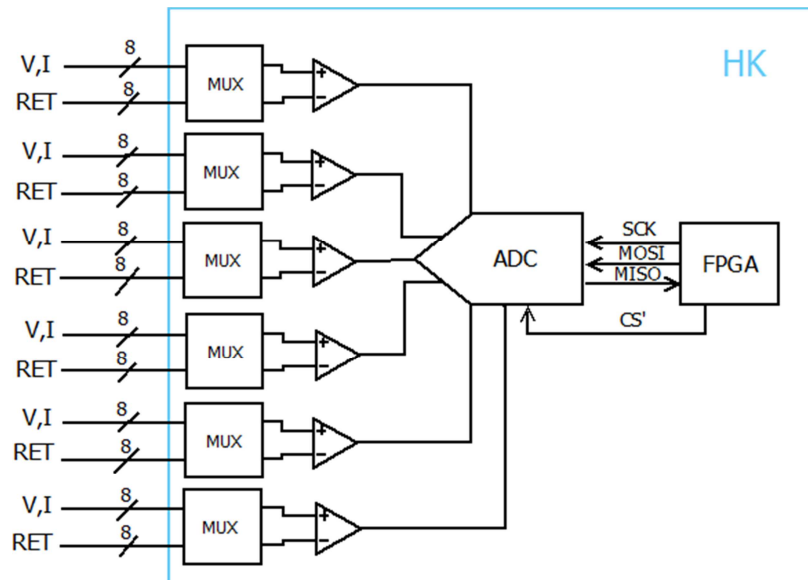 HK
8
V,I
8
RET
MUX
+
−
8
V,I
8
RET
MUX
+
−
8
V,I
8
RET
MUX
+
−
ADC
SCK
MOSI
MISO
FPGA
CS'
8
V,I
8
RET
MUX
+
−
8
V,I
8
RET
MUX
+
−
8
V,I
8
RET
MUX
+
−